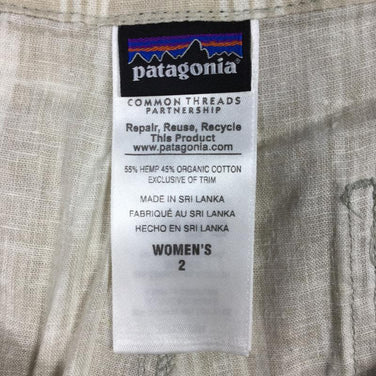 patagonia
COMMON THREADS
PARTNERSHIP
Repair, Reuse, Recycle
This Product
www.patagonia.com
55% HEMP 45% ORGANIC COTTON
EXCLUSIVE OF TRIM
MADE IN SRI LANKA
FABRIQUÉ AU SRI LANKA
HECHO EN SRI LANKA
WOMEN'S
2